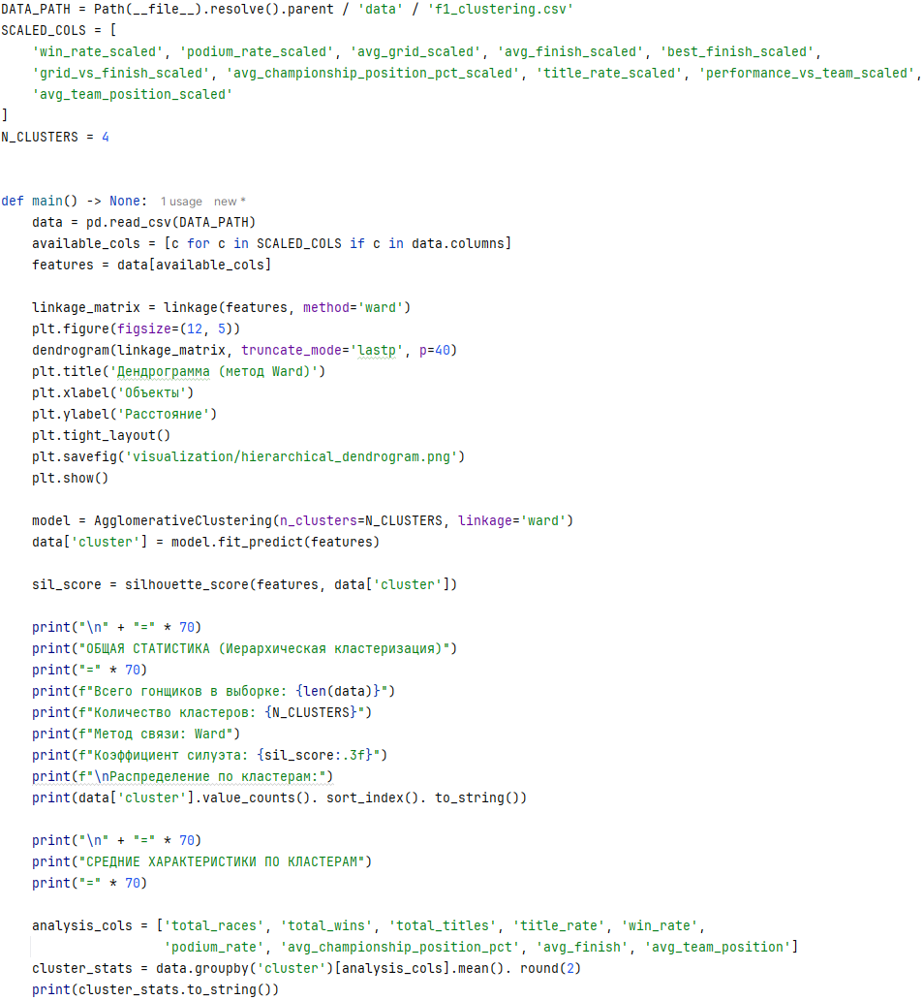 DATA_PATH = Path(__file__).resolve().parent / 'data' / 'f1_clustering.csv'
SCALED_COLS = [
    'win_rate_scaled', 'podium_rate_scaled', 'avg_grid_scaled', 'avg_finish_scaled', 'best_finish_scaled',
    'grid_vs_finish_scaled', 'avg_championship_position_pct_scaled', 'title_rate_scaled', 'performance_vs_team_scaled',
    'avg_team_position_scaled'
]
N_CLUSTERS = 4
def main() -> None: 1 usage new *
    data = pd.read_csv(DATA_PATH)
    available_cols = [c for c in SCALED_COLS if c in data.columns]
    features = data[available_cols]
    linkage_matrix = linkage(features, method='ward')
    plt.figure(figsize=(12, 5))
    dendrogram(linkage_matrix, truncate_mode='lastp', p=40)
    plt.title('Дендрограмма (метод Ward)')
    plt.xlabel('Объекты')
    plt.ylabel('Расстояние')
    plt.tight_layout()
    plt.savefig('visualization/hierarchical_dendrogram.png')
    plt.show()
    model = AgglomerativeClustering(n_clusters=N_CLUSTERS, linkage='ward')
    data['cluster'] = model.fit_predict(features)
    sil_score = silhouette_score(features, data['cluster'])
    print("\n" + "=" * 70)
    print("ОБЩАЯ СТАТИСТИКА (Иерархическая кластеризация)")
    print("=" * 70)
    print(f"Всего гонщиков в выборке: {len(data)}")
    print(f"Количество кластеров: {N_CLUSTERS}")
    print(f"Метод связи: Ward")
    print(f"Коэффициент силуэта: {sil_score:.3f}")
    print(f"\nРаспределение по кластерам:")
    print(data['cluster'].value_counts(). sort_index(). to_string())
    print("\n" + "=" * 70)
    print("СРЕДНИЕ ХАРАКТЕРИСТИКИ ПО КЛАСТЕРАМ")
    print("=" * 70)
    analysis_cols = ['total_races', 'total_wins', 'total_titles', 'title_rate', 'win_rate',
                     'podium_rate', 'avg_championship_position_pct', 'avg_finish', 'avg_team_position']
    cluster_stats = data.groupby('cluster')[analysis_cols].mean(). round(2)
    print(cluster_stats.to_string())